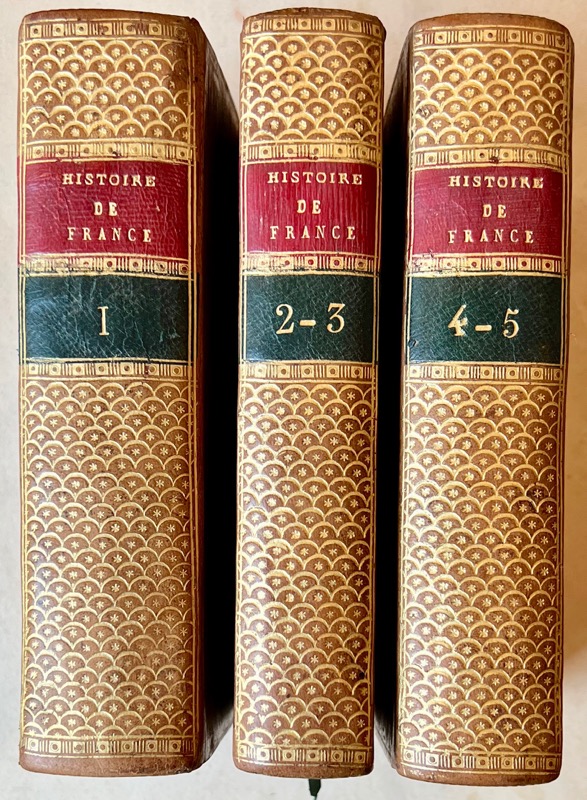 HISTOIRE
DE
FRANCE
I
HISTOIRE
DE
FRANCE
2-3
HISTOIRE
DE
FRANCE
4-5